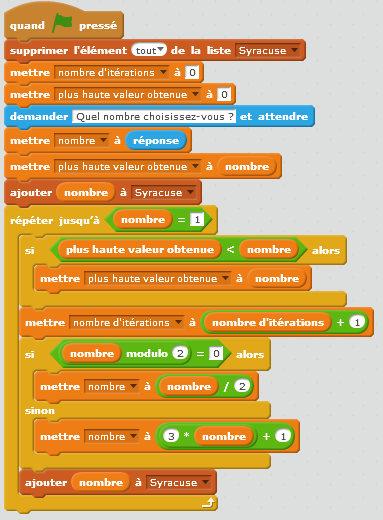 quand pressé
supprimer l'élément tout de la liste Syracuse
mettre nombre d'itérations à 0
mettre plus haute valeur obtenue à 0
demander Quel nombre choisissez-vous ? et attendre
mettre nombre à réponse
mettre plus haute valeur obtenue à nombre
ajouter nombre à Syracuse
répéter jusqu'à nombre = 1
si plus haute valeur obtenue < nombre alors
mettre plus haute valeur obtenue à nombre
mettre nombre d'itérations à nombre d'itérations + 1
si nombre modulo 2 = 0 alors
mettre nombre à nombre / 2
sinon
mettre nombre à 3 * nombre + 1
ajouter nombre à Syracuse